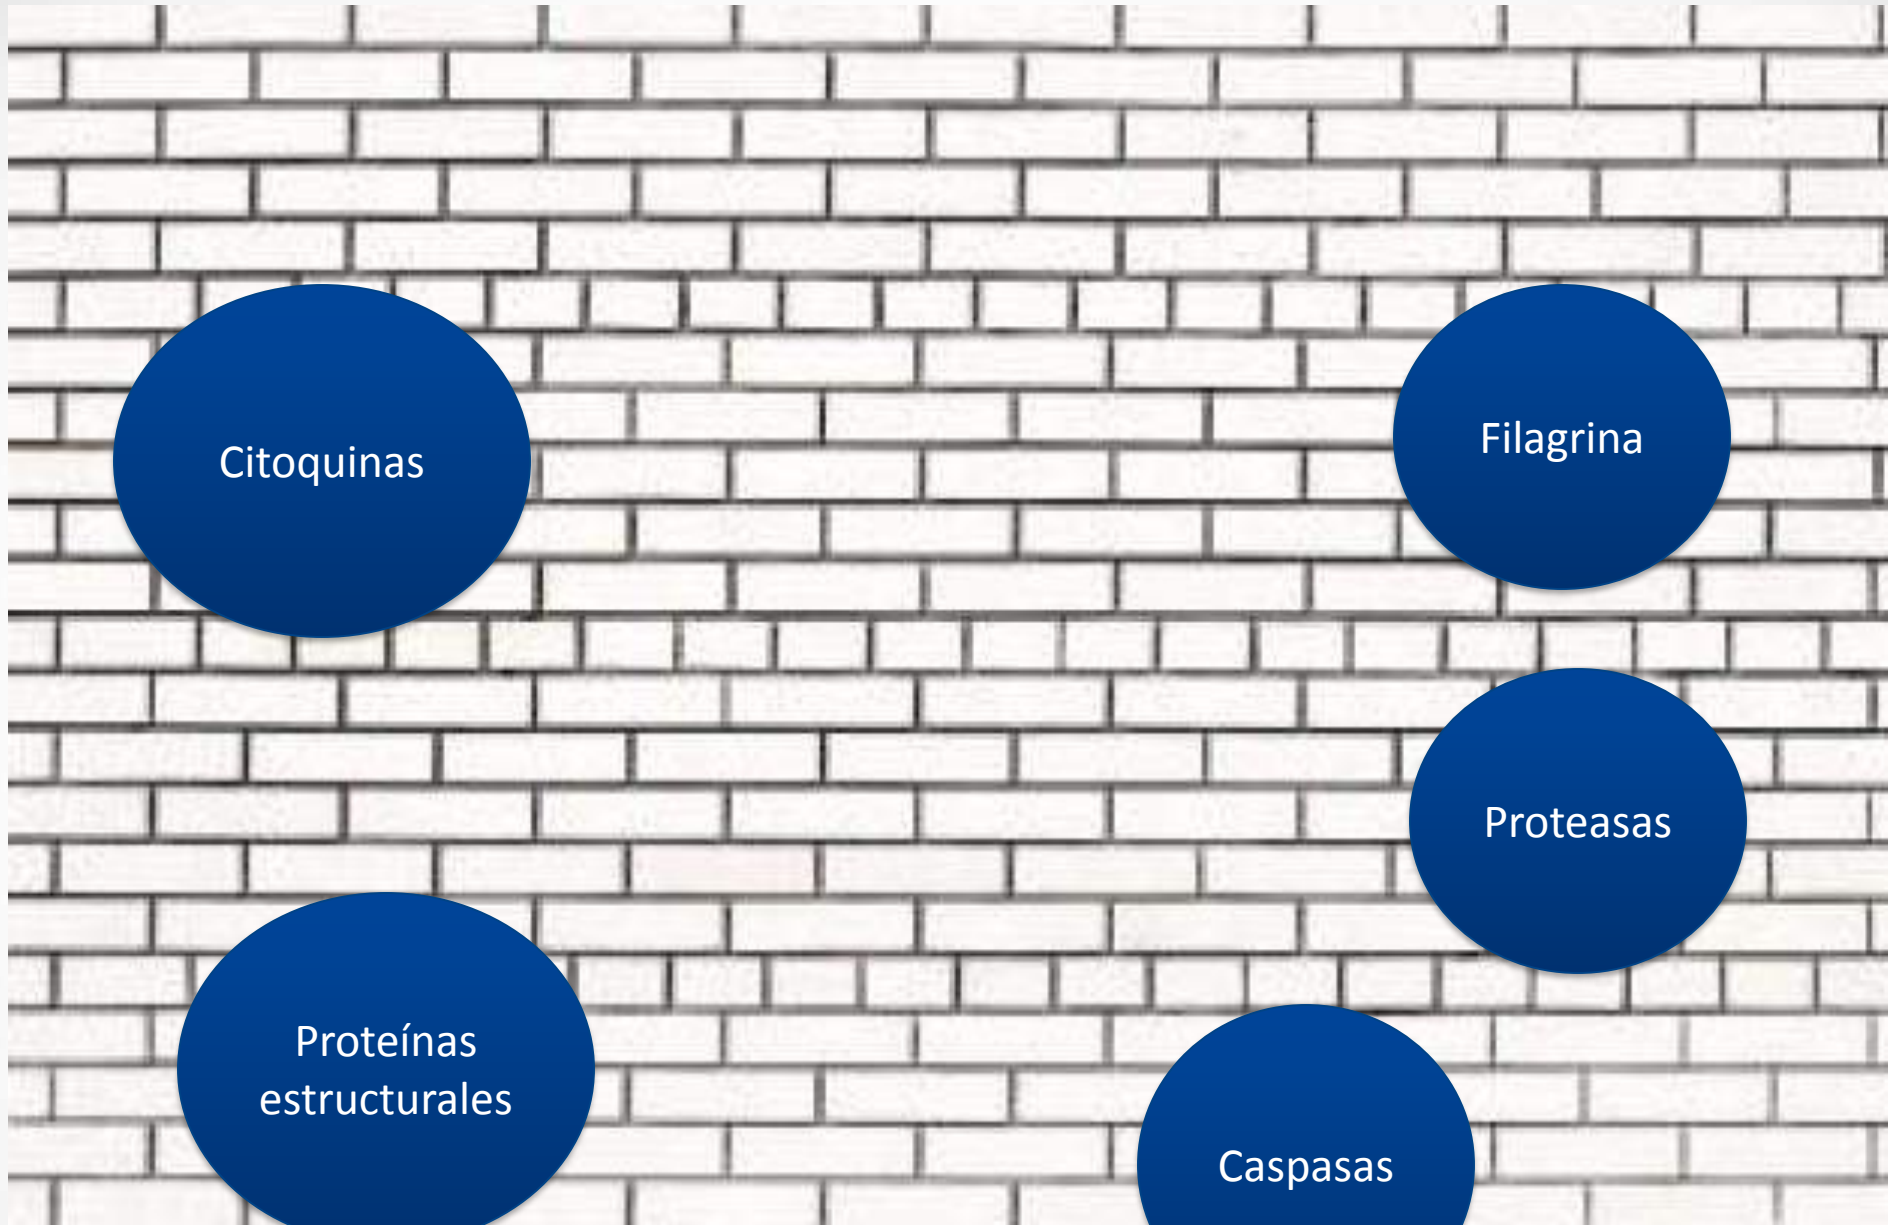 Citoquinas
Filagrina
Proteasas
Proteínas
estructurales
Caspasas